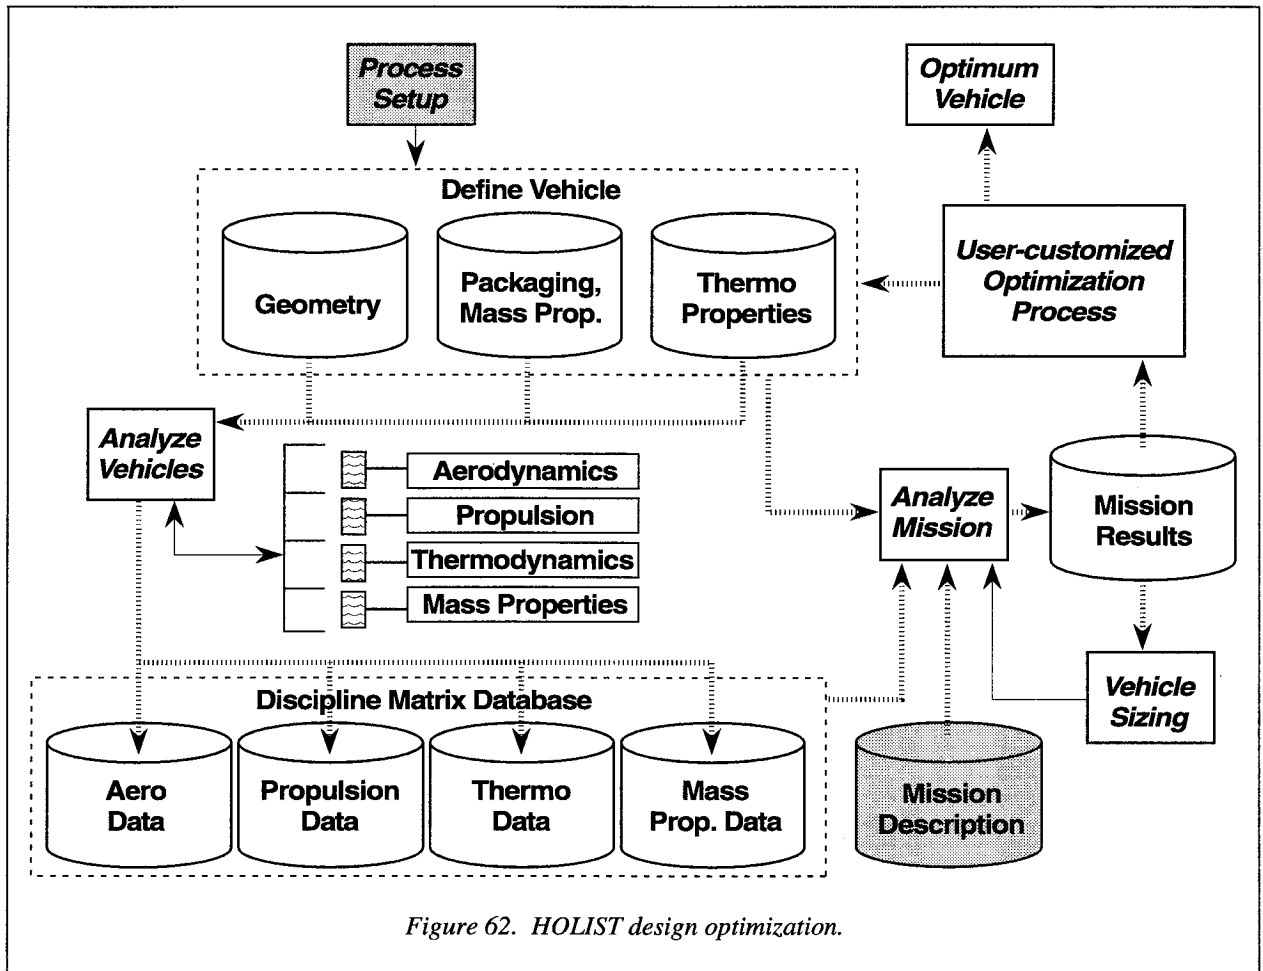 Process
Setup
Optimum
Vehicle
Define Vehicle
Geometry
Packaging,
Mass Prop.
Thermo
Properties
User-customized
Optimization
Process
Analyze
Vehicles
Aerodynamics
Propulsion
Thermodynamics
Mass Properties
Analyze
Mission
Mission
Results
Vehicle
Sizing
Discipline Matrix Database
Aero
Data
Propulsion
Data
Thermo
Data
Mass
Prop. Data
Mission
Description
Figure 62. HOLIST design optimization.